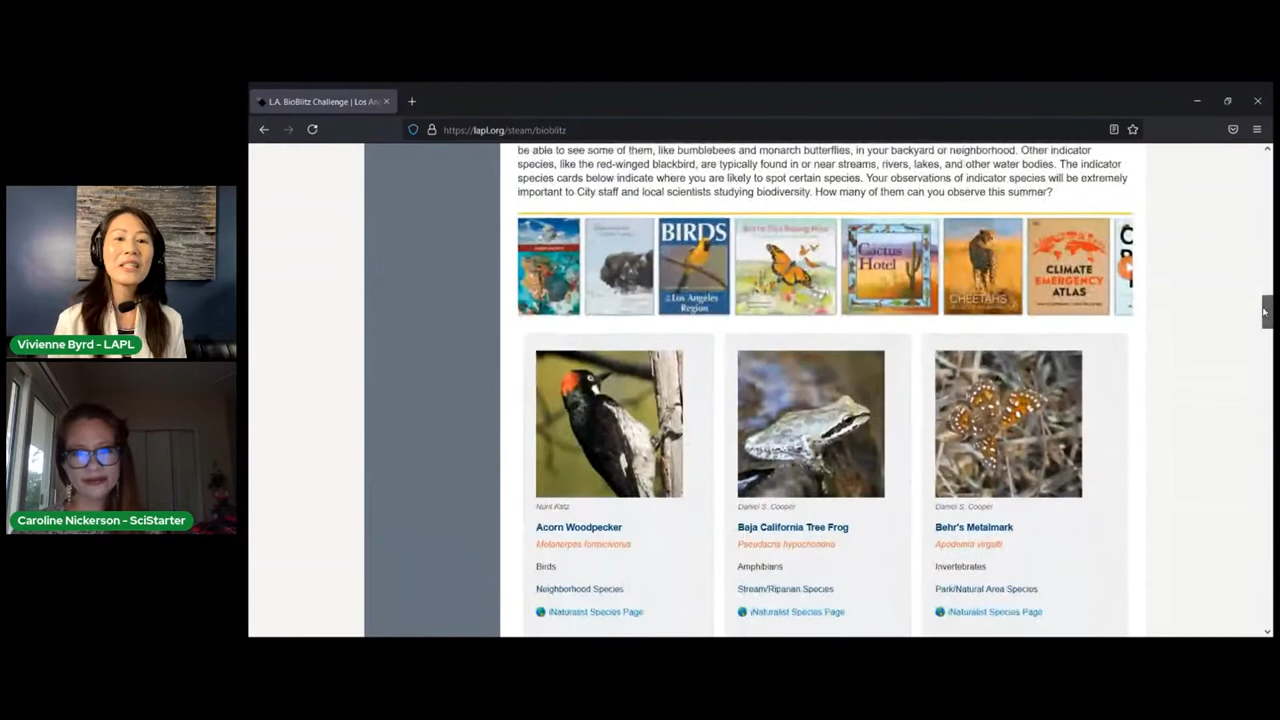 L.A. BioBlitz Challenge | Los An
https://lapl.org/steam/bioblitz
be able to see some of them, like bumblebees and monarch butterflies, in your backyard or neighborhood. Other indicator
species, like the red-winged blackbird, are typically found in or near streams, rivers, lakes, and other water bodies. The indicator
species cards below indicate where you are likely to spot certain species. Your observations of indicator species will be extremely
important to City staff and local scientists studying biodiversity. How many of them can you observe this summer?
BIRDS
Los Angeles
Region
Cactus
Hotel
CHEETAHS
CLIMATE
EMERGENCY
ATLAS
Vivienne Byrd - LAPL
Caroline Nickerson - SciStarter
Nurit Katz
Daniel S. Cooper
Daniel S. Cooper
Acorn Woodpecker
Baja California Tree Frog
Behr's Metalmark
Melanerpes formicivorus
Pseudacris hypochondria
Apodemia virgulti
Birds
Amphibians
Invertebrates
Neighborhood Species
Stream/Riparian Species
Park/Natural Area Species
iNaturalist Species Page
iNaturalist Species Page
iNaturalist Species Page